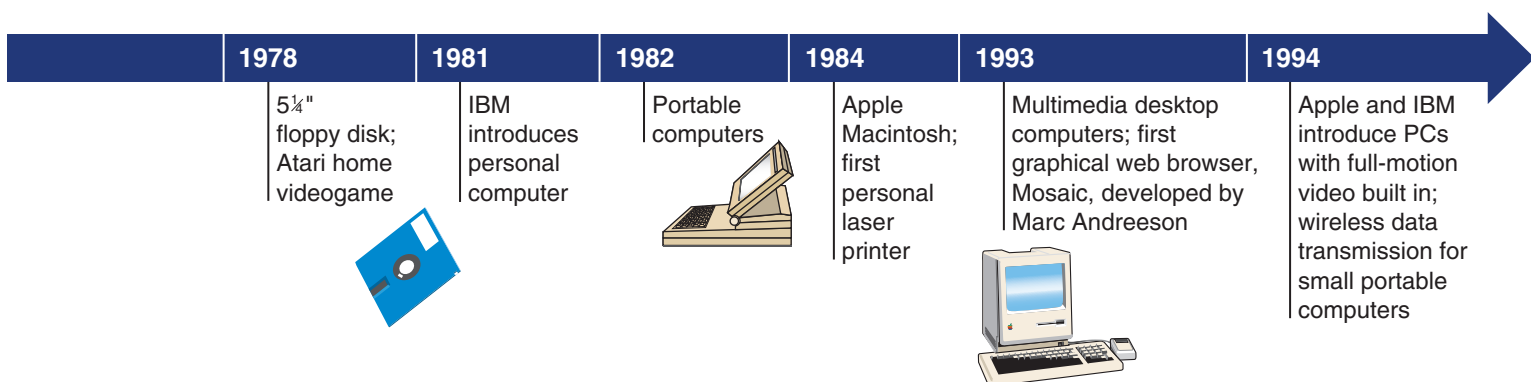 1978
1981
1982
1984
1993
1994
5¼"
floppy disk;
Atari home
videogame
IBM
introduces
personal
computer
Portable
computers
Apple
Macintosh;
first
personal
laser
printer
Multimedia desktop
computers; first
graphical web browser,
Mosaic, developed by
Marc Andreeson
Apple and IBM
introduce PCs
with full-motion
video built in;
wireless data
transmission for
small portable
computers